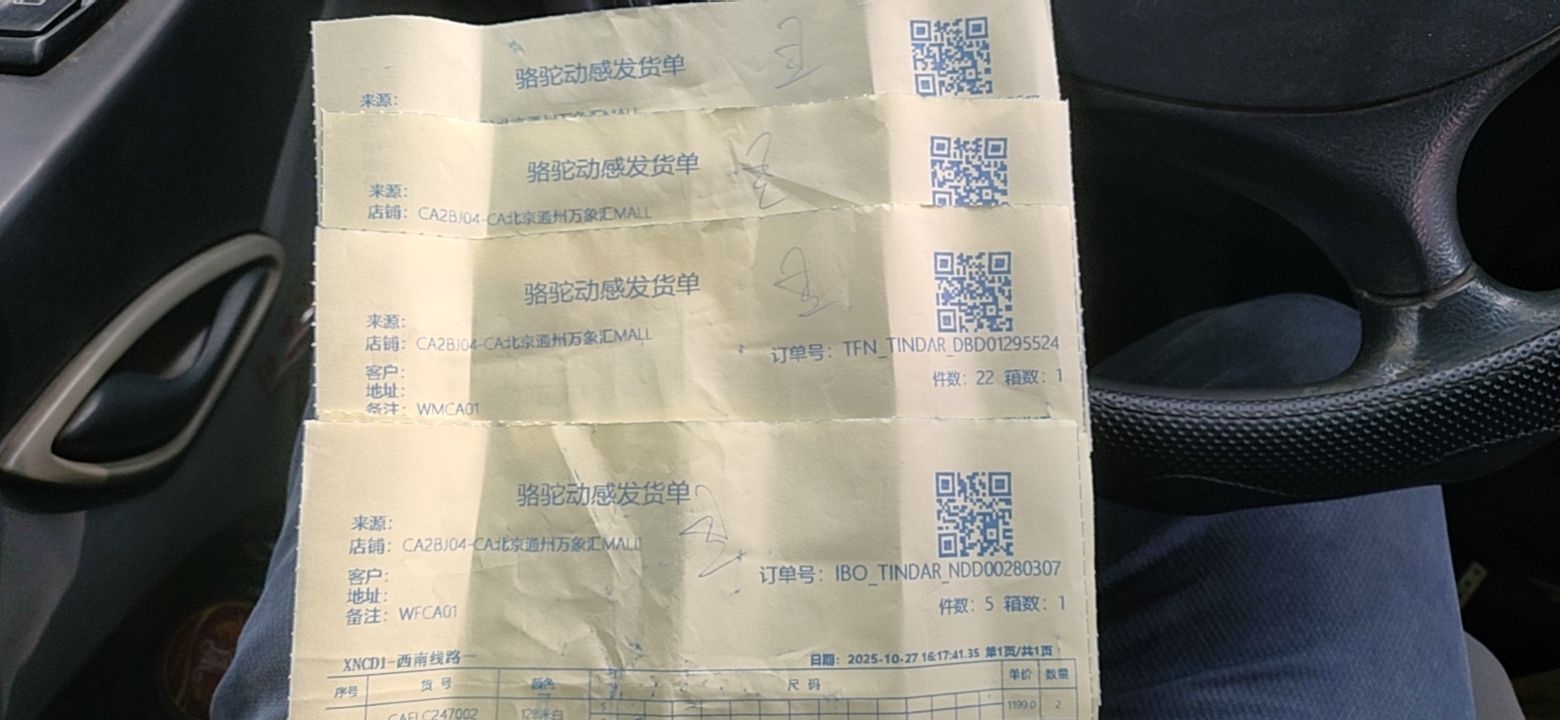 骆驼动感发货单
来源:
骆驼动感发货单
来源:
店铺: CA2BJ04-CA北京通州万象汇MALL
骆驼动感发货单
来源:
店铺: CA2BJ04-CA北京通州万象汇MALL
订单号: TFN_TINDAR_DBD01295524
客户:
件数: 22 箱数: 1
地址:
备注: WMCA01
骆驼动感发货单
来源:
店铺: CA2BJ04-CA北京通州万象汇MALL
订单号: IBO_TINDAR_NDD00280307
客户:
地址:
件数: 5 箱数: 1
备注: WFCA01
XNCD1-西南线路一
日期: 2025-10-27 16:17:41.35 第1页/共1页
序号 货号 颜色 尺码 单价 数量
128米白 S 1199.0 2